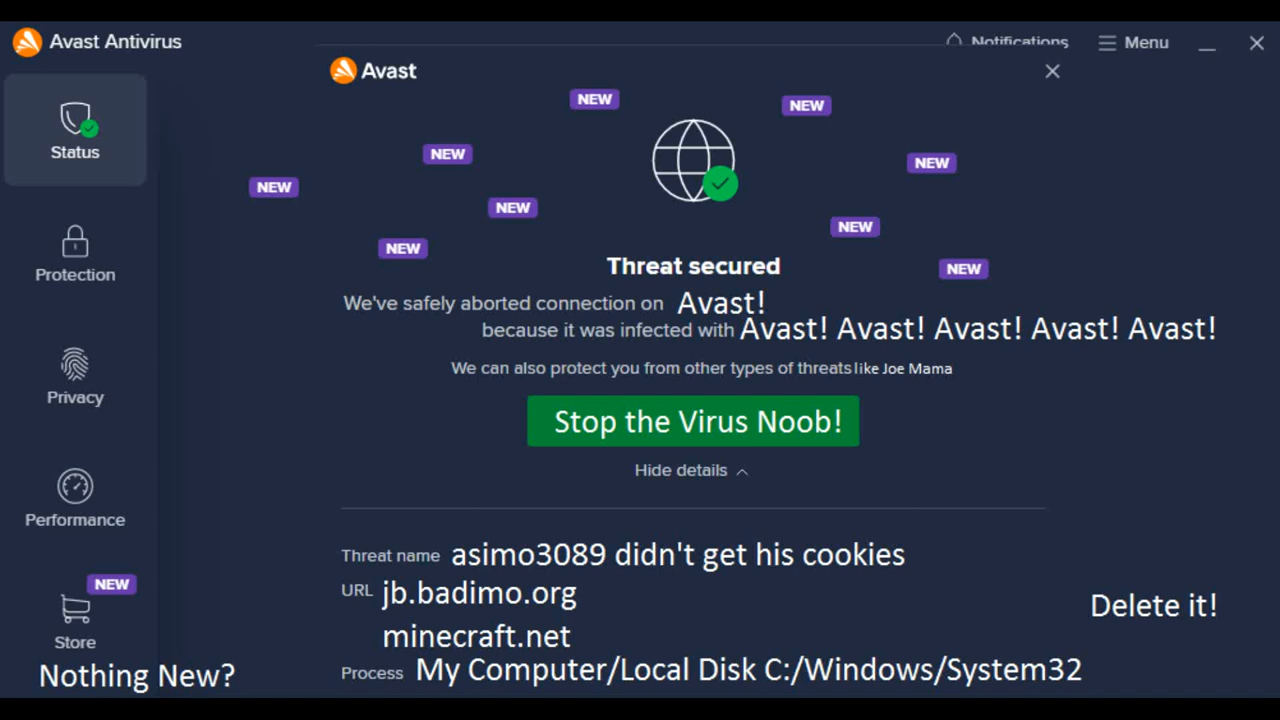 Avast Antivirus
Notifications
Menu
Avast
NEW
NEW
NEW
NEW
NEW
NEW
NEW
NEW
NEW
Status
Protection
Privacy
Performance
NEW
Store
Nothing New?
Threat secured
We've safely aborted connection on Avast!
because it was infected with Avast! Avast! Avast! Avast! Avast!
We can also protect you from other types of threats like Joe Mama
Stop the Virus Noob!
Hide details
Threat name asimo3089 didn't get his cookies
URL jb.badimo.org
minecraft.net
Delete it!
Process My Computer/Local Disk C:/Windows/System32